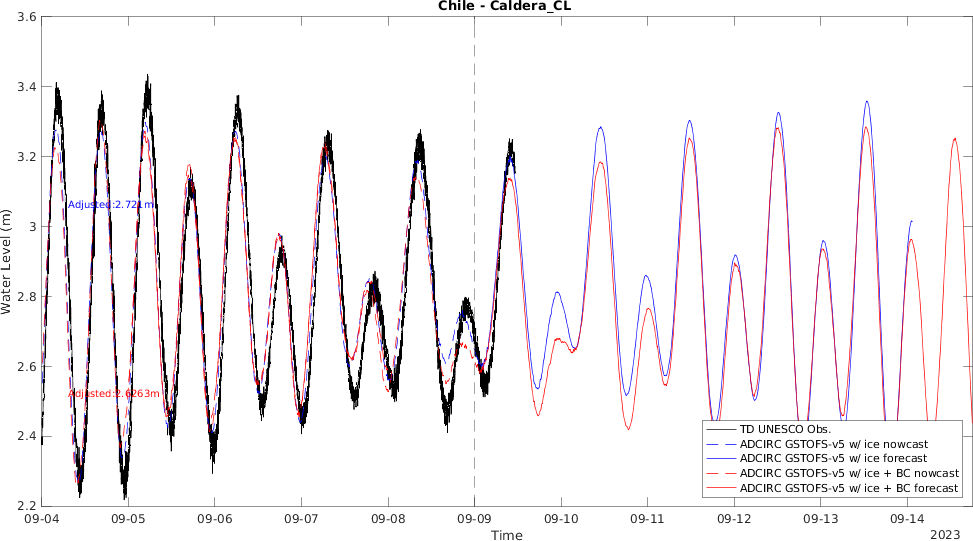 Chile - Caldera_CL
3.6
3.4
3.2
3
2.8
2.6
2.4
2.2
Water Level (m)
Adjusted:2.721m
Adjusted:2.6263m
TD UNESCO Obs.
ADCIRC GSTOFS-v5 w/ ice nowcast
ADCIRC GSTOFS-v5 w/ ice forecast
ADCIRC GSTOFS-v5 w/ ice + BC nowcast
ADCIRC GSTOFS-v5 w/ ice + BC forecast
09-04 09-05 09-06 09-07 09-08 09-09 09-10 09-11 09-12 09-13 09-14
Time
2023